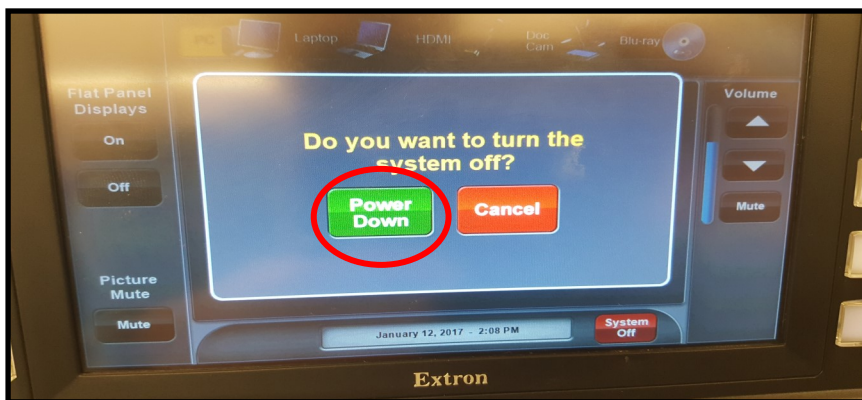 PC
Laptop
HDMI
Doc
Cam
Blu-ray
Flat Panel
Displays
On
Off
Picture
Mute
Mute
Do you want to turn the
system off?
Power
Down
Cancel
Volume
Mute
January 12, 2017 - 2:08 PM
System
Off
Extron